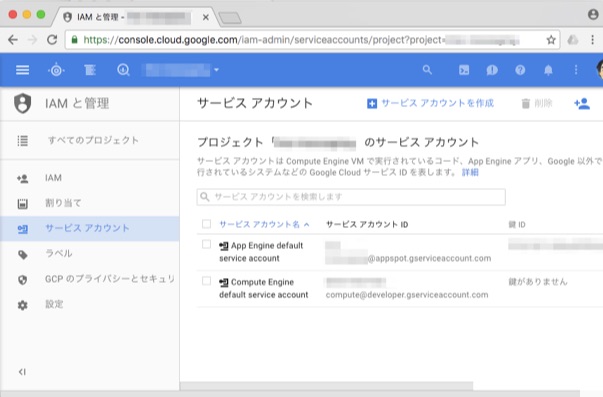 IAM と管理 -
https://console.cloud.google.com/iam-admin/serviceaccounts/project?project=
IAM と管理
サービス アカウント
サービス アカウントを作成
削除
すべてのプロジェクト
プロジェクト「 のサービス アカウント
サービス アカウントは Compute Engine VM で実行されているコード、App Engine アプリ、Google 以外で
行されているシステムなどの Google Cloud サービス ID を表します。 詳細
IAM
割り当て
サービス アカウントを検索します
サービス アカウント
サービス アカウント名
サービス アカウント ID
鍵 ID
ラベル
App Engine default
service account
@appspot.gserviceaccount.com
GCP のプライバシーとセキュリ
Compute Engine
default service account
compute@developer.gserviceaccount.com
鍵がありません
設定